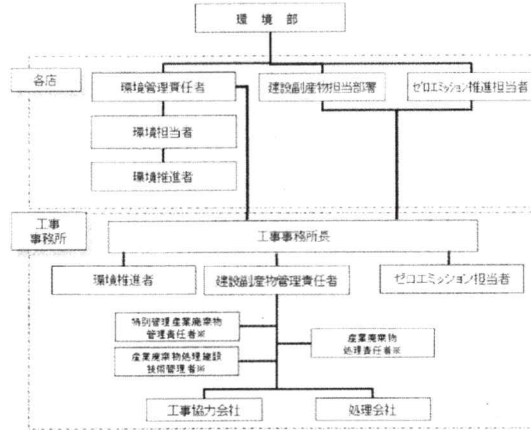 環境部
各店
環境管理責任者
建設副産物担当部署
ゼロエミッション推進担当者
環境担当者
環境推進者
工事
事務所
工事事務所長
環境推進者
建設副産物管理責任者
ゼロエミッション担当者
特別管理産業廃棄物
管理責任者※
産業廃棄物
処理責任者※
産業廃棄物処理施設
技術管理者※
工事協力会社
処理会社